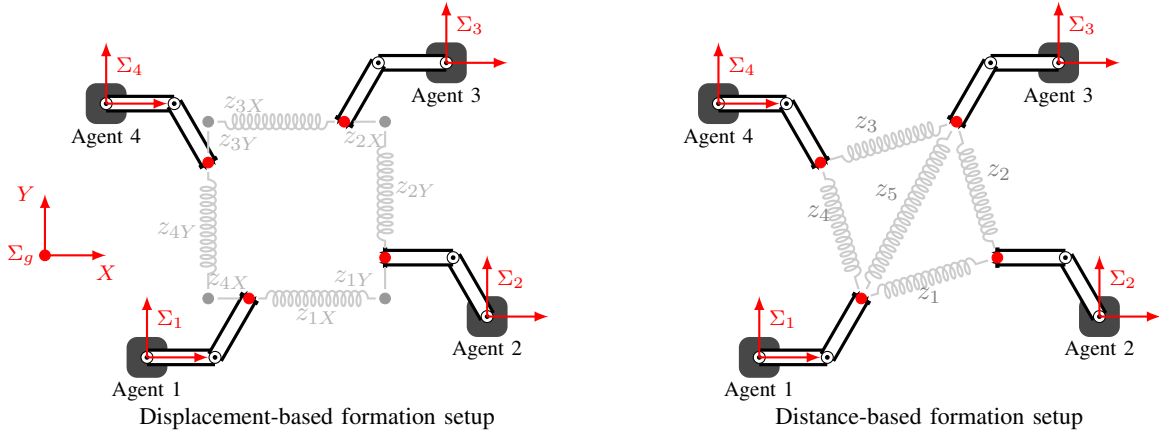 Σ₃
Σ₄
Agent 3
Agent 4
z₃X
z₃Y
z₂X
z₂Y
z₄Y
Y
Σg
X
z₄X
z₁Y
z₁X
Σ₂
Σ₁
Agent 2
Agent 1
Displacement-based formation setup
Σ₃
Σ₄
Agent 3
Agent 4
z₃
z₂
z₅
z₄
z₁
Σ₂
Σ₁
Agent 2
Agent 1
Distance-based formation setup